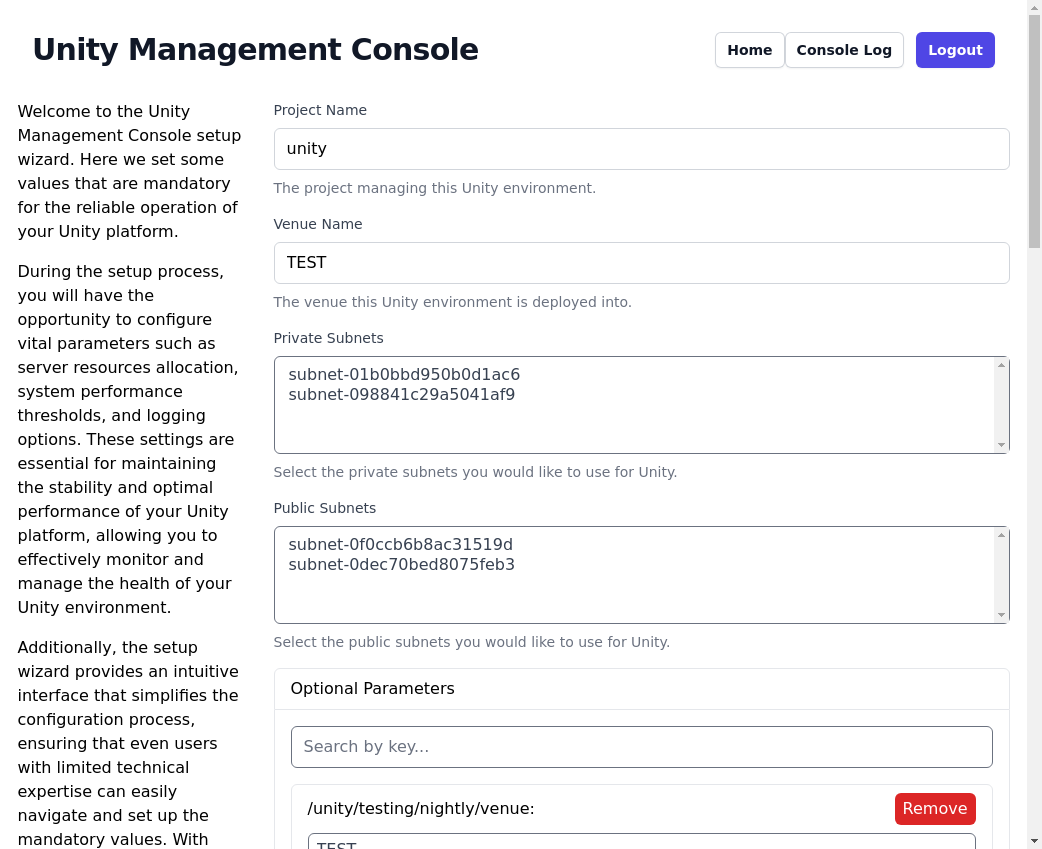 Unity Management Console
Home
Console Log
Logout
Welcome to the Unity
Management Console setup
wizard. Here we set some
values that are mandatory
for the reliable operation of
your Unity platform.
During the setup process,
you will have the
opportunity to configure
vital parameters such as
server resources allocation,
system performance
thresholds, and logging
options. These settings are
essential for maintaining
the stability and optimal
performance of your Unity
platform, allowing you to
effectively monitor and
manage the health of your
Unity environment.
Additionally, the setup
wizard provides an intuitive
interface that simplifies the
configuration process,
ensuring that even users
with limited technical
expertise can easily
navigate and set up the
mandatory values. With
Project Name
unity
The project managing this Unity environment.
Venue Name
TEST
The venue this Unity environment is deployed into.
Private Subnets
subnet-01b0bbd950b0d1ac6
subnet-098841c29a5041af9
Select the private subnets you would like to use for Unity.
Public Subnets
subnet-0f0ccb6b8ac31519d
subnet-0dec70bed8075feb3
Select the public subnets you would like to use for Unity.
Optional Parameters
Search by key...
/unity/testing/nightly/venue:
Remove
TEST